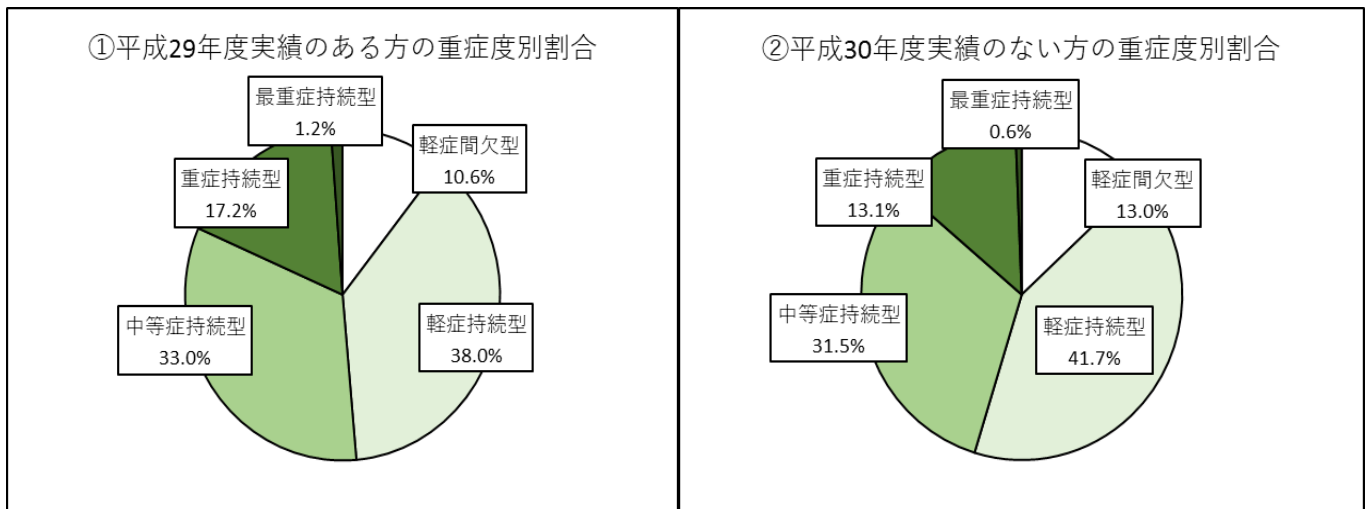 ①平成29年度実績のある方の重症度別割合
最重症持続型
1.2%
軽症間欠型
10.6%
重症持続型
17.2%
中等症持続型
33.0%
軽症持続型
38.0%
②平成30年度実績のない方の重症度別割合
最重症持続型
0.6%
重症持続型
13.1%
軽症間欠型
13.0%
中等症持続型
31.5%
軽症持続型
41.7%